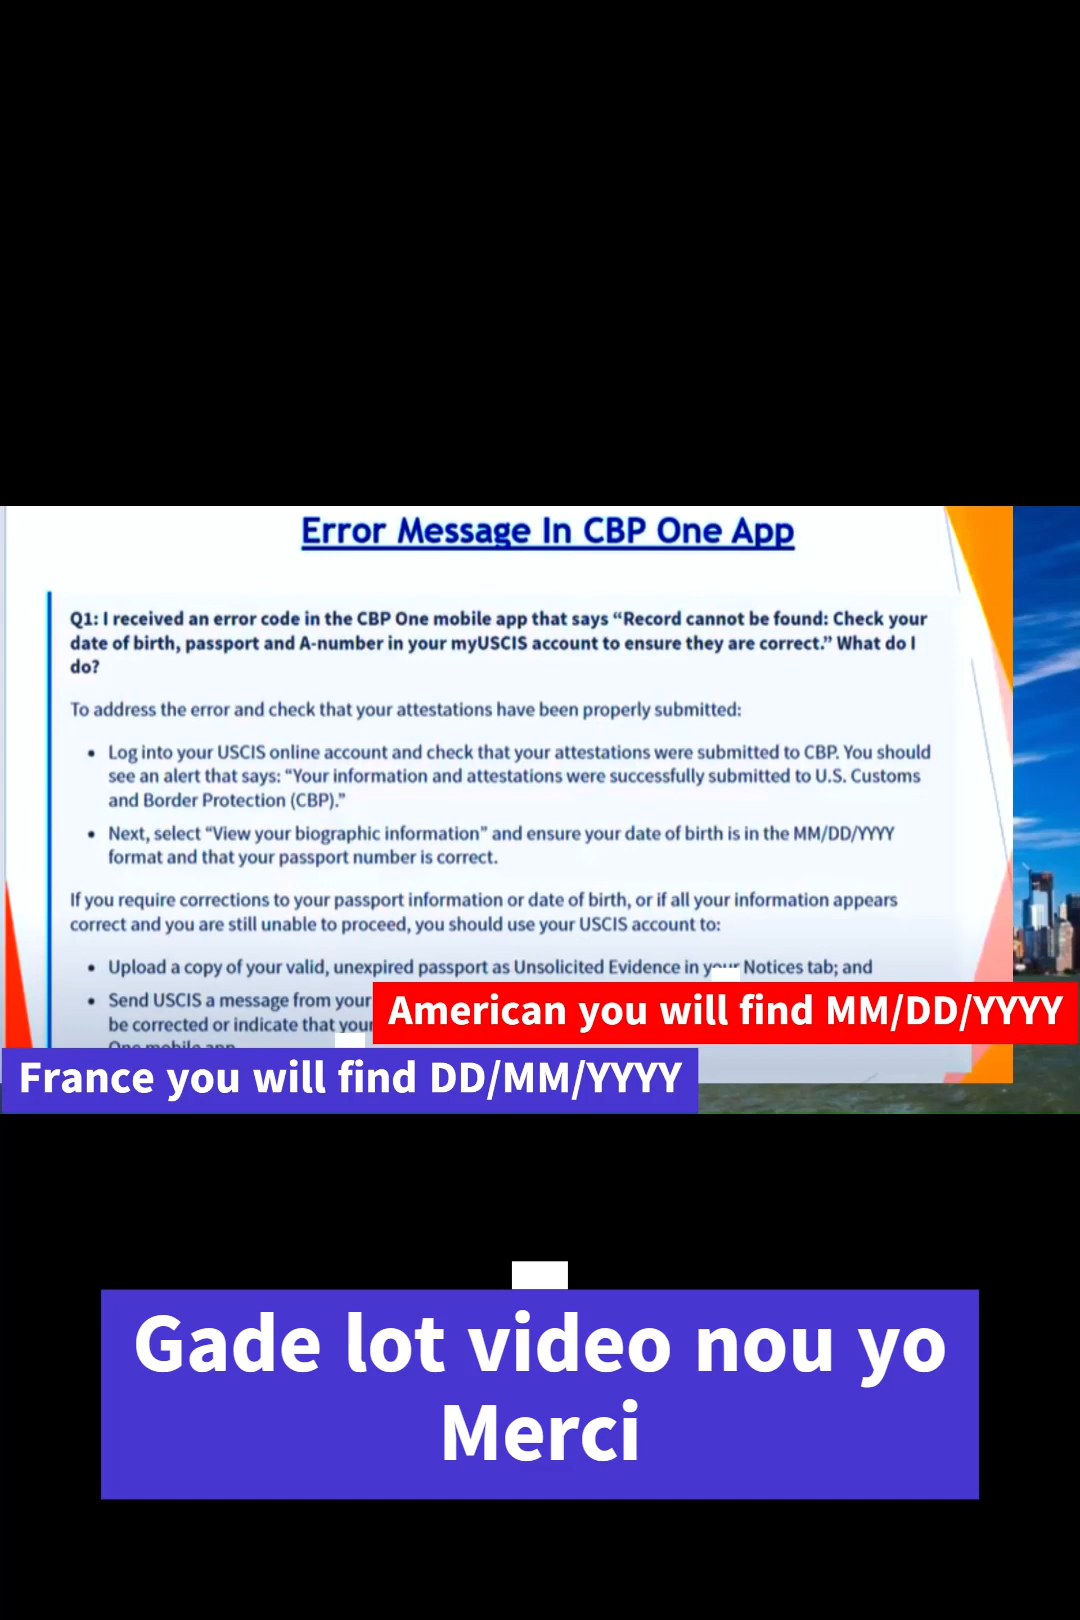 Error Message In CBP One App
Q1: I received an error code in the CBP One mobile app that says “Record cannot be found: Check your
date of birth, passport and A-number in your myUSCIS account to ensure they are correct.” What do I
do?
To address the error and check that your attestations have been properly submitted:
• Log into your USCIS online account and check that your attestations were submitted to CBP. You should
see an alert that says: “Your information and attestations were successfully submitted to U.S. Customs
and Border Protection (CBP).”
• Next, select “View your biographic information” and ensure your date of birth is in the MM/DD/YYYY
format and that your passport number is correct.
If you require corrections to your passport information or date of birth, or if all your information appears
correct and you are still unable to proceed, you should use your USCIS account to:
• Upload a copy of your valid, unexpired passport as Unsolicited Evidence in your Notices tab; and
• Send USCIS a message from your
be corrected or indicate that your
One mobile app
American you will find MM/DD/YYYY
France you will find DD/MM/YYYY
Gade lot video nou yo
Merci